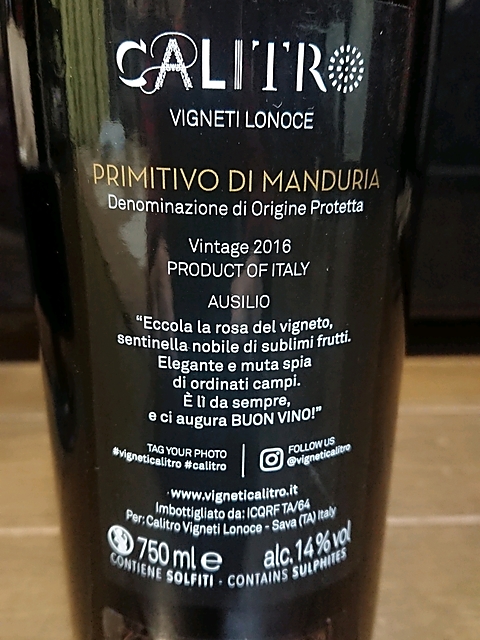 CALITRO
VIGNETI LONOCE
PRIMITIVO DI MANDURIA
Denominazione di Origine Protetta
Vintage 2016
PRODUCT OF ITALY
AUSILIO
“Eccola la rosa del vigneto,
sentinella nobile di sublimi frutti.
Elegante e muta spia
di ordinati campi.
È lì da sempre,
e ci augura BUON VINO!”
TAG YOUR PHOTO
#vigneticalitro #calitro
FOLLOW US
@vigneticalitro
www.vigneticalitro.it
Imbottigliato da: ICQRF TA/64
Per: Calitro Vigneti Lonoce - Sava (TA) Italy
750 ml e alc. 14 % vol
CONTIENE SOLFITI - CONTAINS SULPHITES